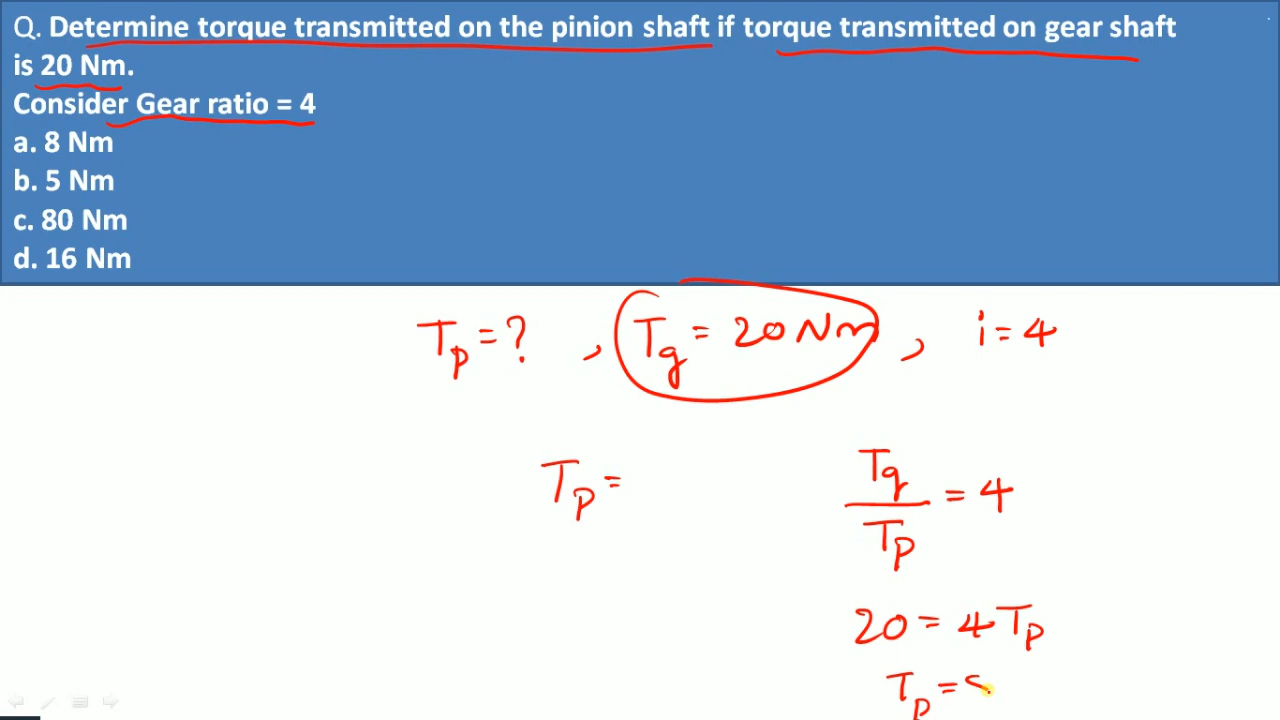 Q. Determine torque transmitted on the pinion shaft if torque transmitted on gear shaft
is 20 Nm.
Consider Gear ratio = 4
a. 8 Nm
b. 5 Nm
c. 80 Nm
d. 16 Nm
Tp = ? , Tg = 20 Nm , i = 4
Tp =
Tg
Tp = 4
20 = 4 Tp
Tp =